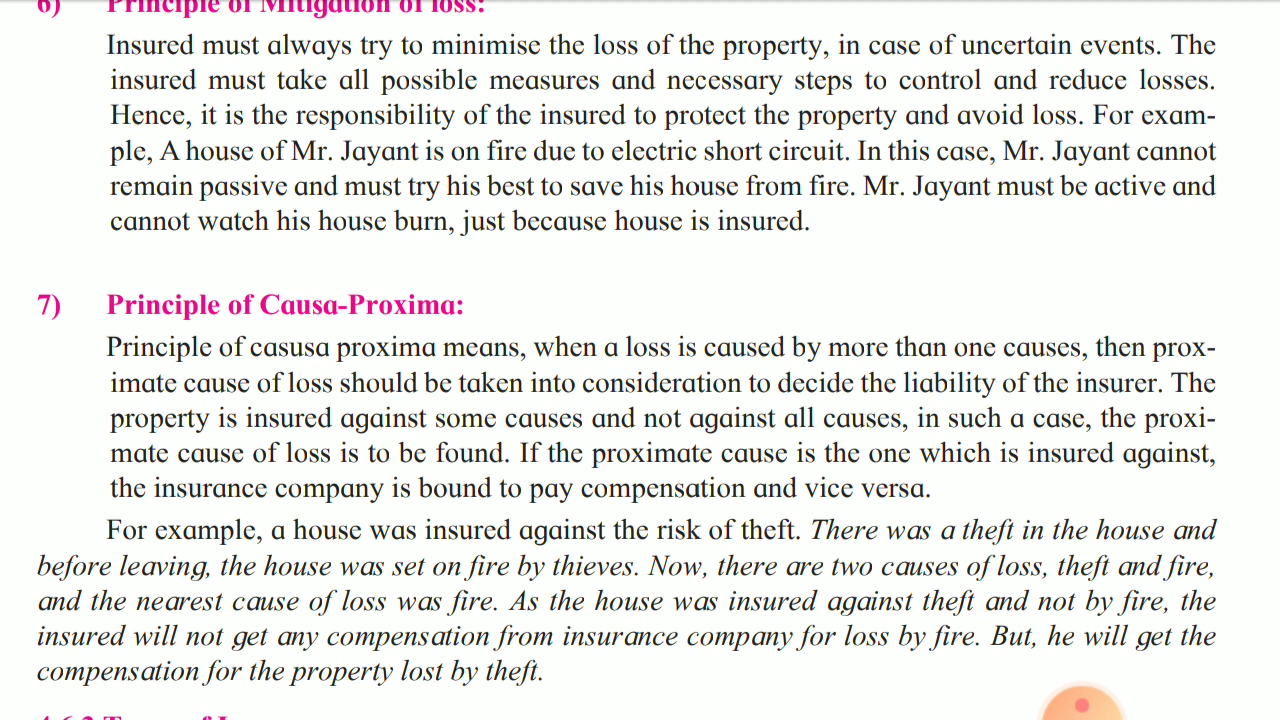 6) Principle of Mitigation of loss:
Insured must always try to minimise the loss of the property, in case of uncertain events. The
insured must take all possible measures and necessary steps to control and reduce losses.
Hence, it is the responsibility of the insured to protect the property and avoid loss. For exam-
ple, A house of Mr. Jayant is on fire due to electric short circuit. In this case, Mr. Jayant cannot
remain passive and must try his best to save his house from fire. Mr. Jayant must be active and
cannot watch his house burn, just because house is insured.
7) Principle of Causa-Proxima:
Principle of casusa proxima means, when a loss is caused by more than one causes, then prox-
imate cause of loss should be taken into consideration to decide the liability of the insurer. The
property is insured against some causes and not against all causes, in such a case, the proxi-
mate cause of loss is to be found. If the proximate cause is the one which is insured against,
the insurance company is bound to pay compensation and vice versa.
For example, a house was insured against the risk of theft. There was a theft in the house and
before leaving, the house was set on fire by thieves. Now, there are two causes of loss, theft and fire,
and the nearest cause of loss was fire. As the house was insured against theft and not by fire, the
insured will not get any compensation from insurance company for loss by fire. But, he will get the
compensation for the property lost by theft.